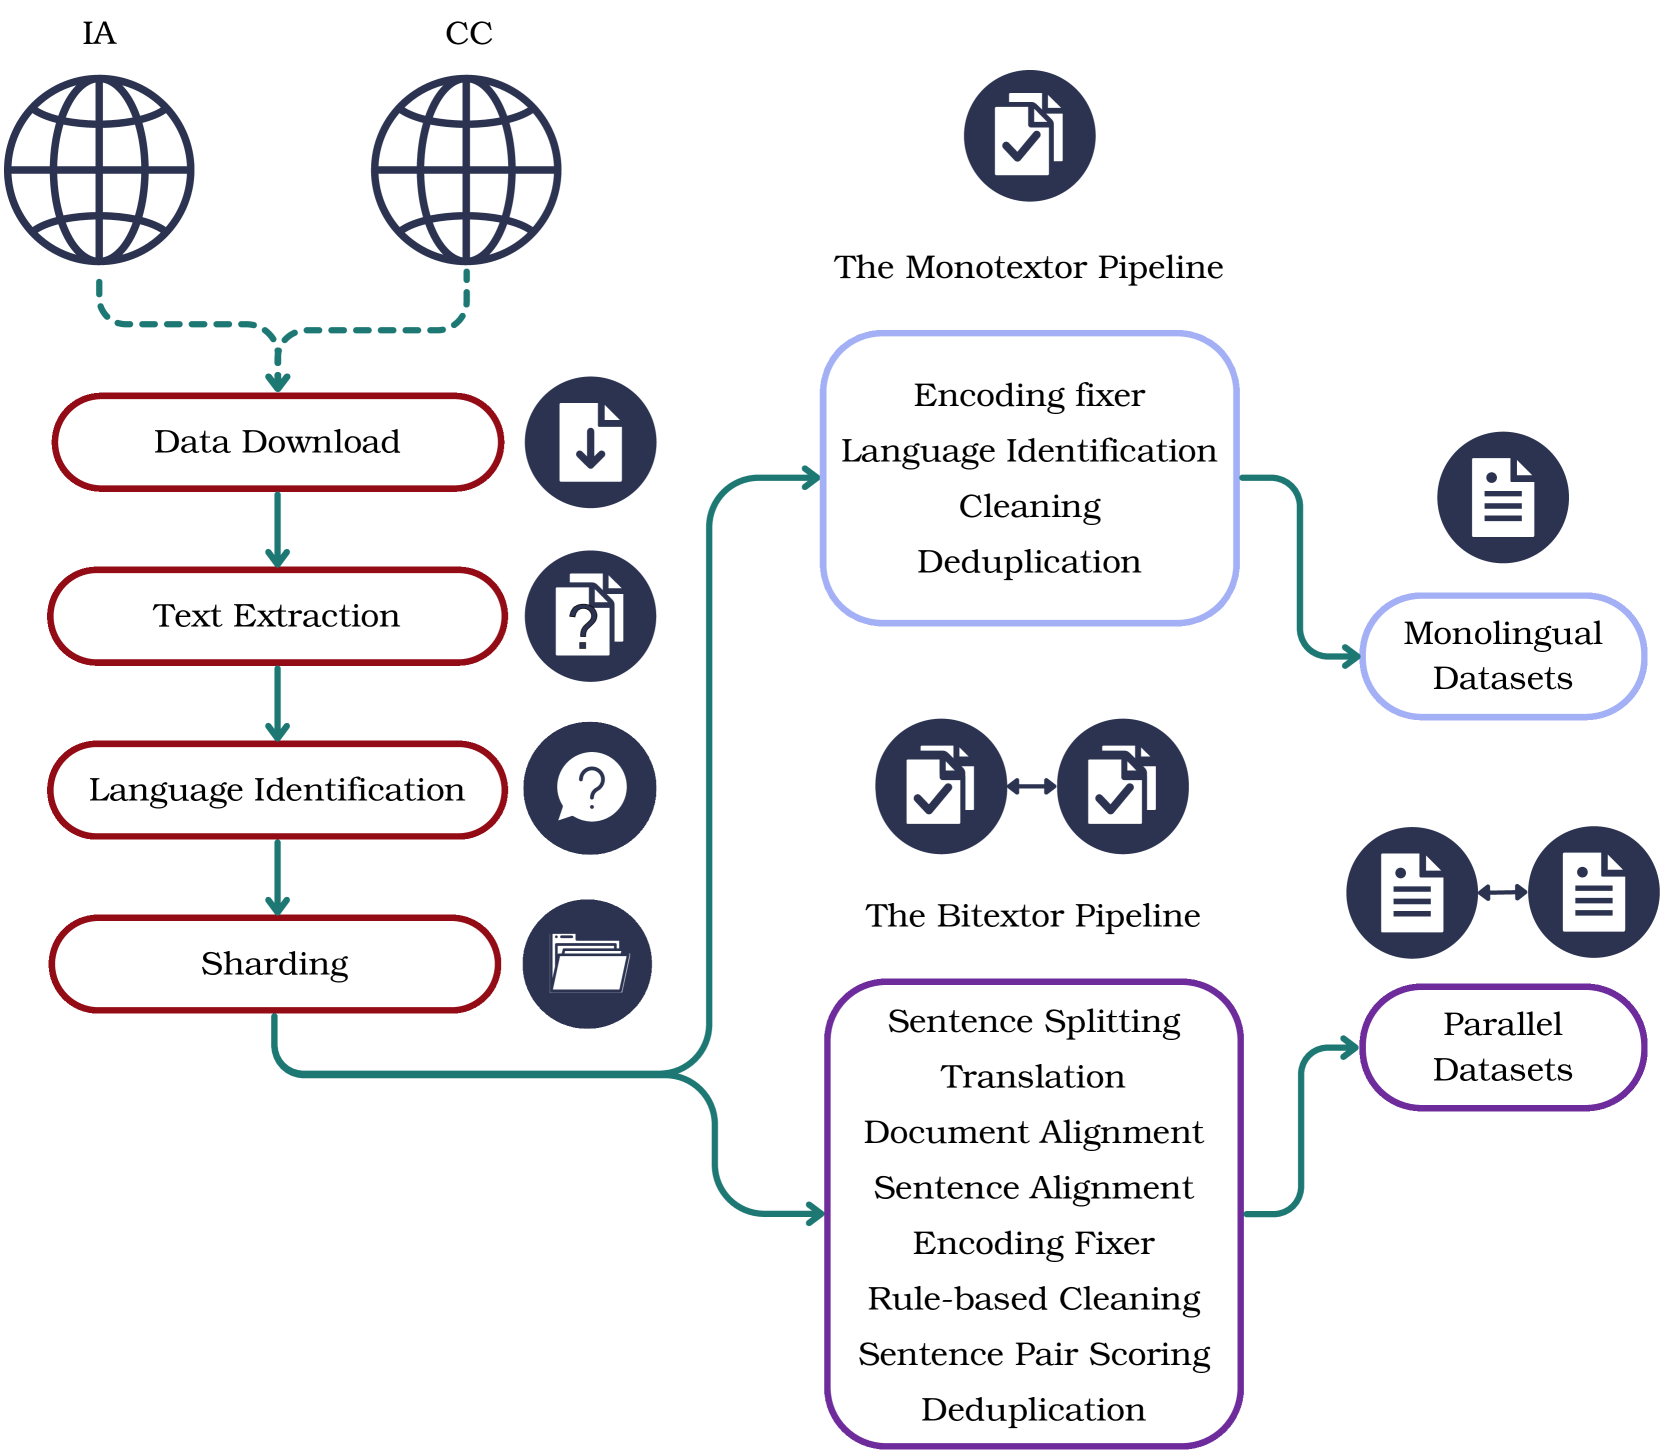 IA
CC
Data Download
Text Extraction
Language Identification
Sharding
The Monotextor Pipeline
Encoding fixer
Language Identification
Cleaning
Deduplication
Monolingual
Datasets
The Bitextor Pipeline
Sentence Splitting
Translation
Document Alignment
Sentence Alignment
Encoding Fixer
Rule-based Cleaning
Sentence Pair Scoring
Deduplication
Parallel
Datasets